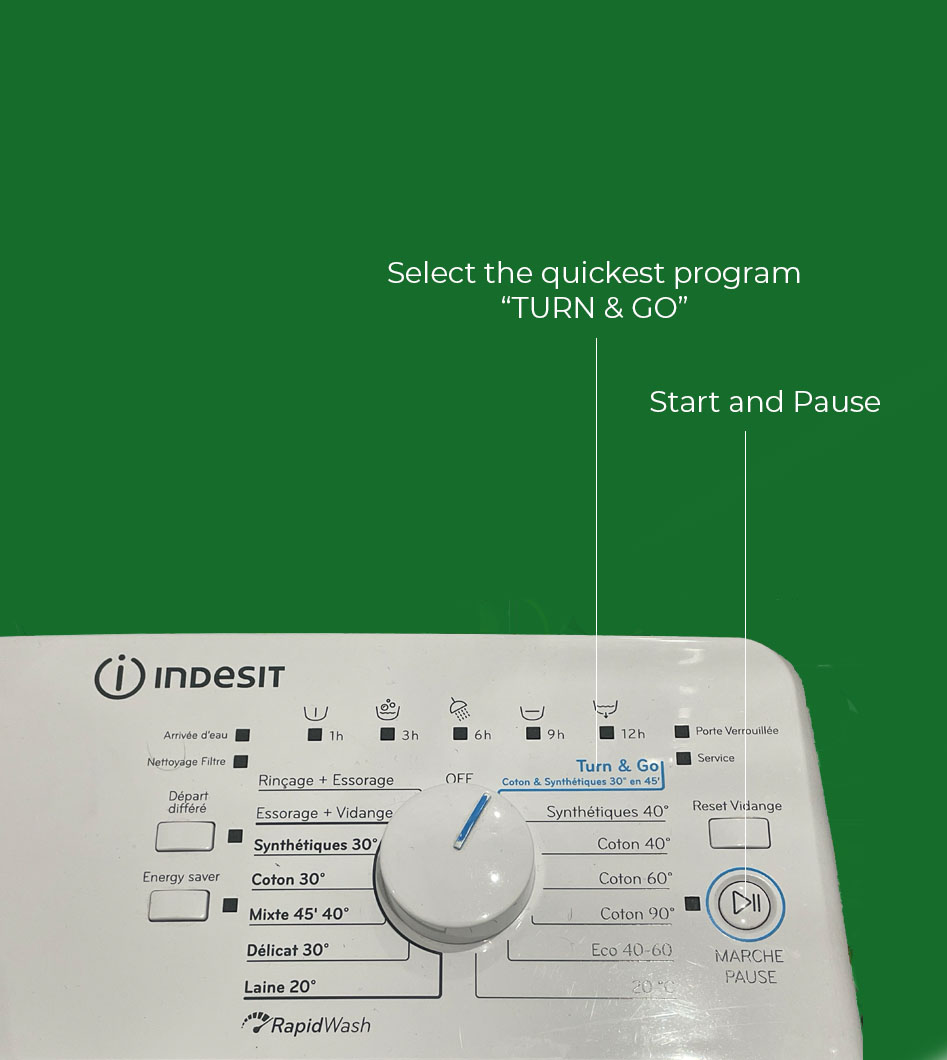 Select the quickest program
“TURN & GO”
Start and Pause
INDESIT
Arrivée d'eau
1h
3h
6h
9h
12h
Porte Verrouillée
Nettoyage Filtre
Service
Rinçage + Essorage
OFF
Turn & Go
Coton & Synthétiques 30° en 45'
Départ
différé
Essorage + Vidange
Synthétiques 40°
Reset Vidange
Synthétiques 30°
Coton 40°
Energy saver
Coton 30°
Coton 60°
Mixte 45' 40°
Coton 90°
Délicat 30°
Eco 40-60
MARCHE
PAUSE
Laine 20°
20 °C
RapidWash